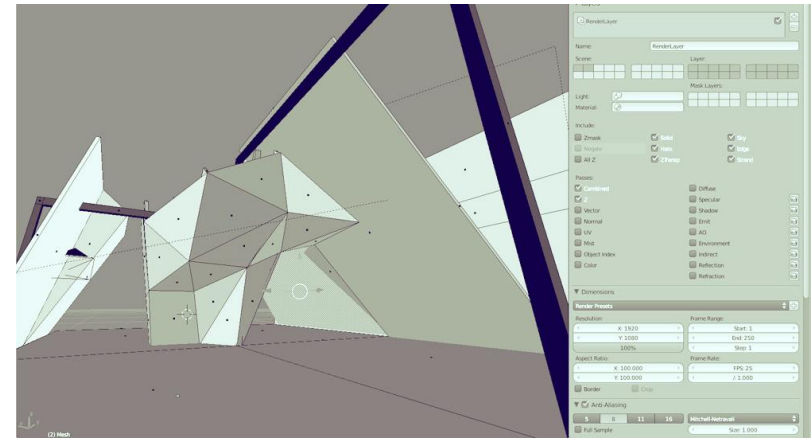 RenderLayer
Name:
RenderLayer
Scene:
Layer:
Mask Layers:
Light:
Material:
Include:
Zmask
Solid
Sky
Halo
Edge
All Z
ZTransp
Strand
Passes:
Combined
Diffuse
Z
Specular
Vector
Shadow
Normal
Emit
UV
AO
Mist
Environment
Object Index
Indirect
Color
Reflection
Refraction
Dimensions
Render Presets
Resolution:
Frame Range:
X: 1920
Start: 1
Y: 1080
End: 250
100%
Step: 1
Aspect Ratio:
Frame Rate:
X: 100.000
FPS: 25
Y: 100.000
/: 1.000
Border
Crop
Anti-Aliasing
5
8
11
16
Mitchell-Netravali
Full Sample
Size: 1.000
(2) Mesh